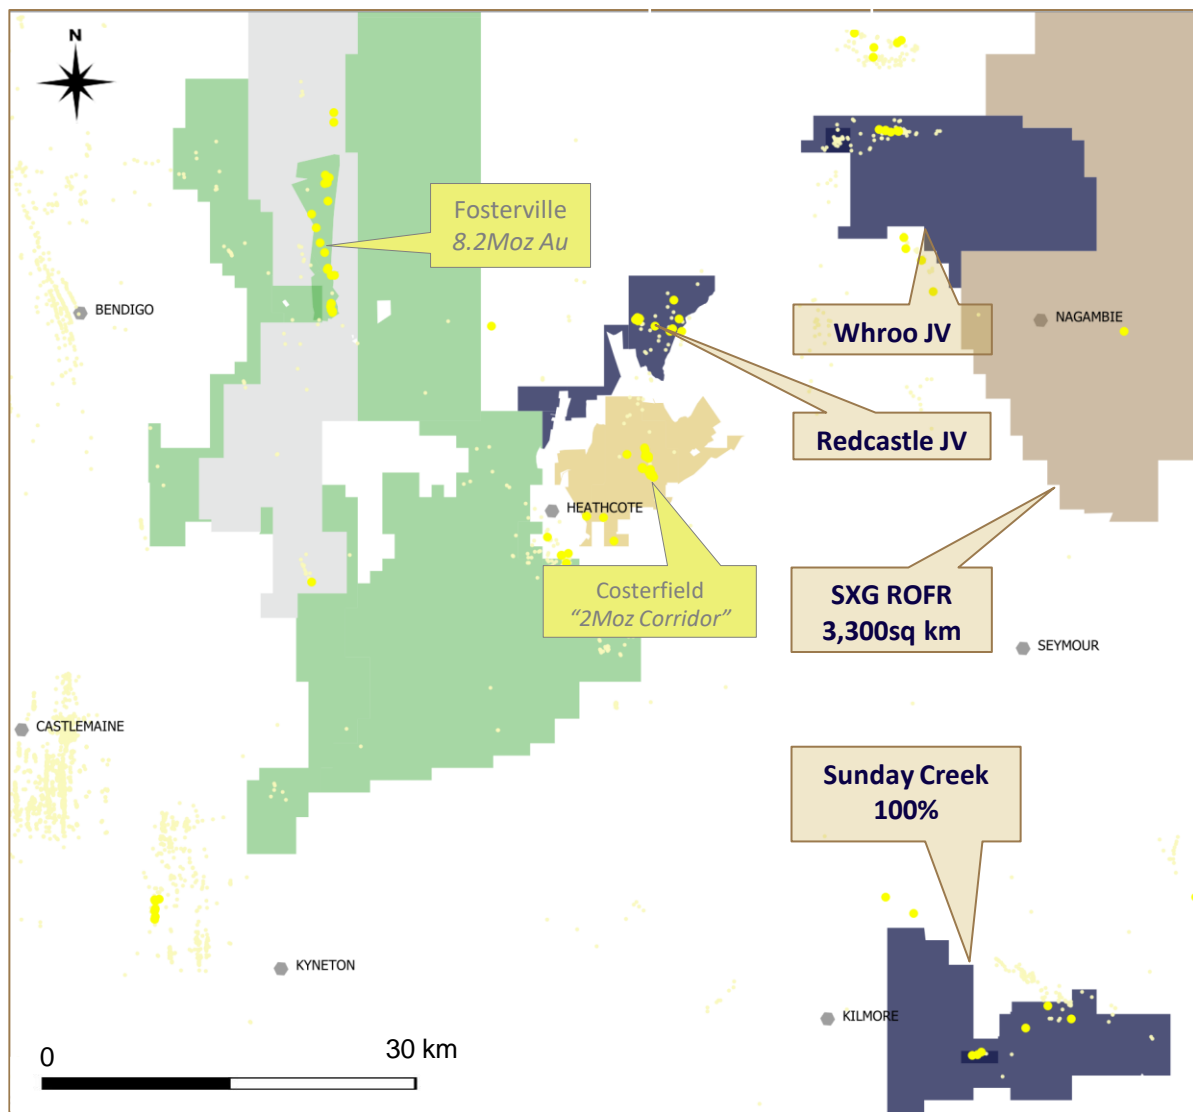 N
Fosterville
8.2Moz Au
BENDIGO
Whroo JV
NAGAMBIE
Redcastle JV
HEATHCOTE
Costerfield
“2Moz Corridor”
SXG ROFR
3,300sq km
SEYMOUR
CASTLEMAINE
Sunday Creek
100%
KYNETON
KILMORE
0
30 km